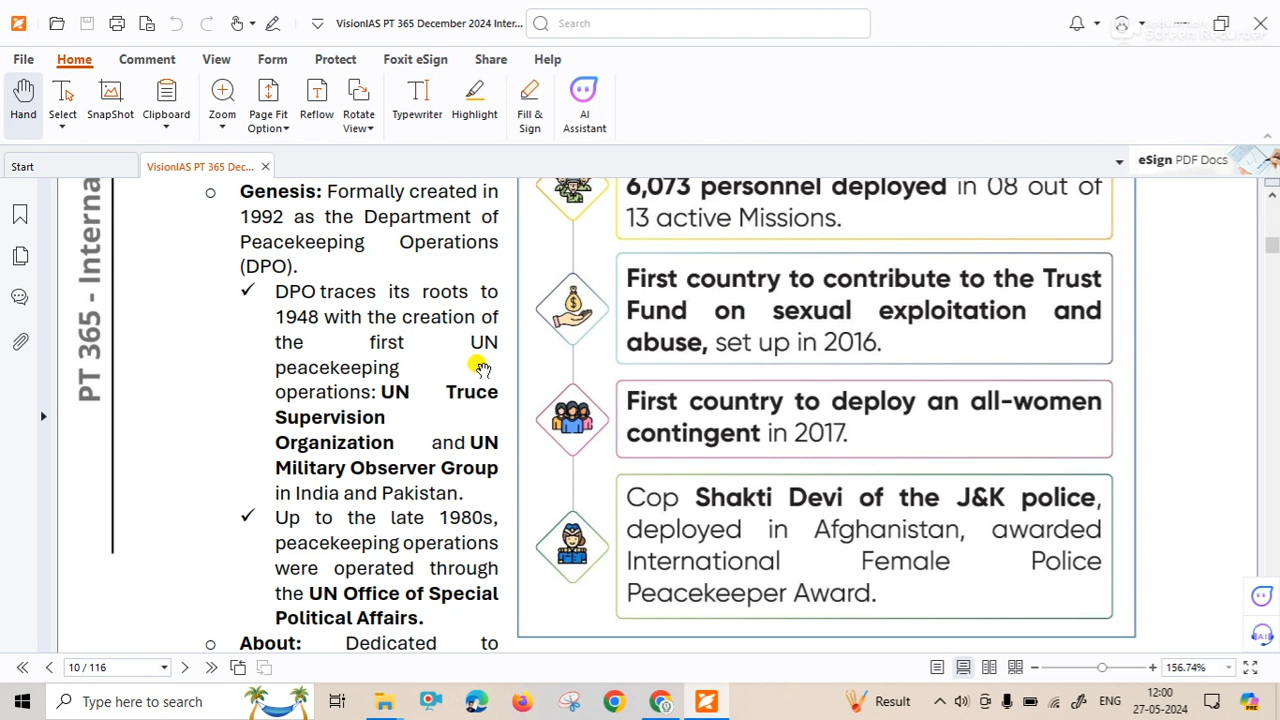 VisionIAS PT 365 December 2024 Inter...
Search
File
Home
Comment
View
Form
Protect
Foxit eSign
Share
Help
Hand
Select
SnapShot
Clipboard
Zoom
Page Fit
Option
Reflow
Rotate
View
Typewriter
Highlight
Fill &
Sign
AI
Assistant
Start
VisionIAS PT 365 Dec...
eSign PDF Docs
PT 365 - Interna
Genesis: Formally created in
1992 as the Department of
Peacekeeping Operations
(DPO).
DPO traces its roots to
1948 with the creation of
the first UN
peacekeeping
operations: UN Truce
Supervision
Organization and UN
Military Observer Group
in India and Pakistan.
Up to the late 1980s,
peacekeeping operations
were operated through
the UN Office of Special
Political Affairs.
About: Dedicated to
6,073 personnel deployed in 08 out of
13 active Missions.
First country to contribute to the Trust
Fund on sexual exploitation and
abuse, set up in 2016.
First country to deploy an all-women
contingent in 2017.
Cop Shakti Devi of the J&K police,
deployed in Afghanistan, awarded
International Female Police
Peacekeeper Award.
10 / 116
156.74%
Type here to search
Result
ENG
12:00
27-05-2024